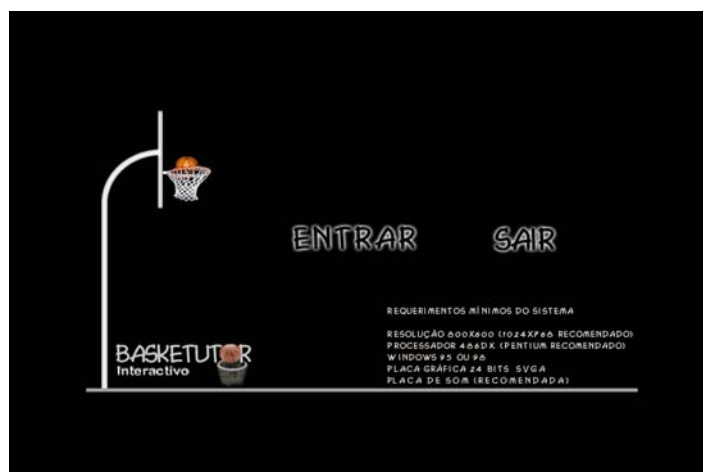 ENTRAR SAIR
REQUERIMENTOS MÍNIMOS DO SISTEMA
RESOLUÇÃO 800X600 (1024X768 RECOMENDADO)
PROCESSADOR 486DX (PENTIUM RECOMENDADO)
WINDOWS 95 OU 98
PLACA GRÁFICA 24 BITS SVGA
PLACA DE SOM (RECOMENDADA)
BASKETUTOR
Interactivo